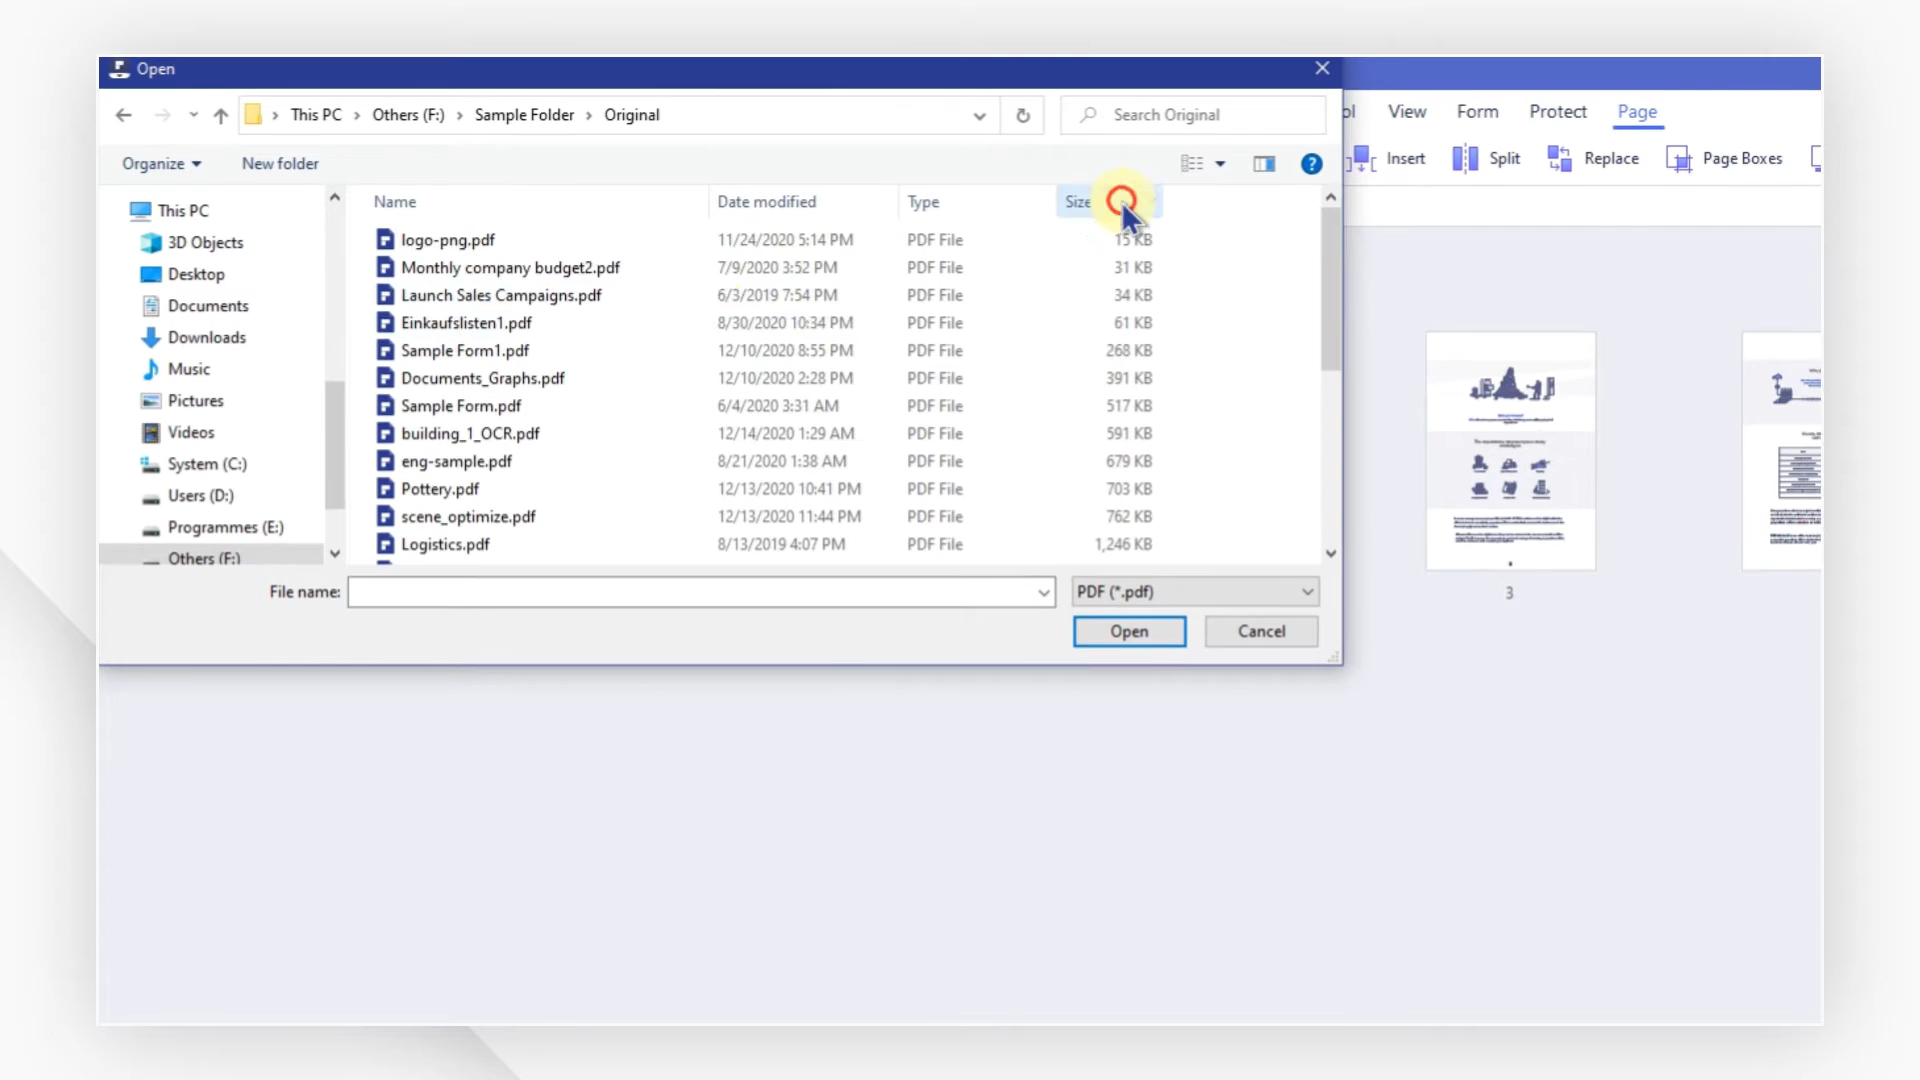 Open
This PC > Others (F:) > Sample Folder > Original
Search Original
View Form Protect Page
Organize New folder
Insert Split Replace Page Boxes
This PC
3D Objects
Desktop
Documents
Downloads
Music
Pictures
Videos
System (C:)
Users (D:)
Programmes (E:)
Others (F:)
Name Date modified Type Size
logo-png.pdf 11/24/2020 5:14 PM PDF File 15 KB
Monthly company budget2.pdf 7/9/2020 3:52 PM PDF File 31 KB
Launch Sales Campaigns.pdf 6/3/2019 7:54 PM PDF File 34 KB
Einkaufslisten1.pdf 8/30/2020 10:34 PM PDF File 61 KB
Sample Form1.pdf 12/10/2020 8:55 PM PDF File 268 KB
Documents_Graphs.pdf 12/10/2020 2:28 PM PDF File 391 KB
Sample Form.pdf 6/4/2020 3:31 AM PDF File 517 KB
building_1_OCR.pdf 12/14/2020 1:29 AM PDF File 591 KB
eng-sample.pdf 8/21/2020 1:38 AM PDF File 679 KB
Pottery.pdf 12/13/2020 10:41 PM PDF File 703 KB
scene_optimize.pdf 12/13/2020 11:44 PM PDF File 762 KB
Logistics.pdf 8/13/2019 4:07 PM PDF File 1,246 KB
File name: PDF (*.pdf)
Open Cancel
3